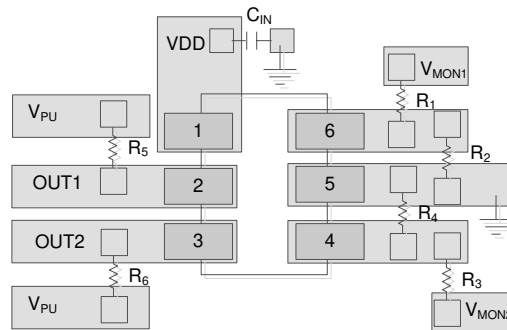 VDD
C_IN
V_MON1
V_PU
R_1
1
6
R_5
R_2
OUT1
2
5
R_4
OUT2
3
4
R_6
R_3
V_PU
V_MON2